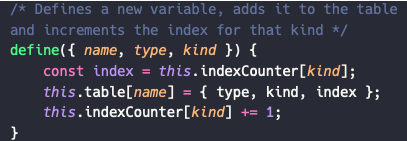 /* Defines a new variable, adds it to the table
and increments the index for that kind */
define({ name, type, kind }) {
    const index = this.indexCounter[kind];
    this.table[name] = { type, kind, index };
    this.indexCounter[kind] += 1;
}